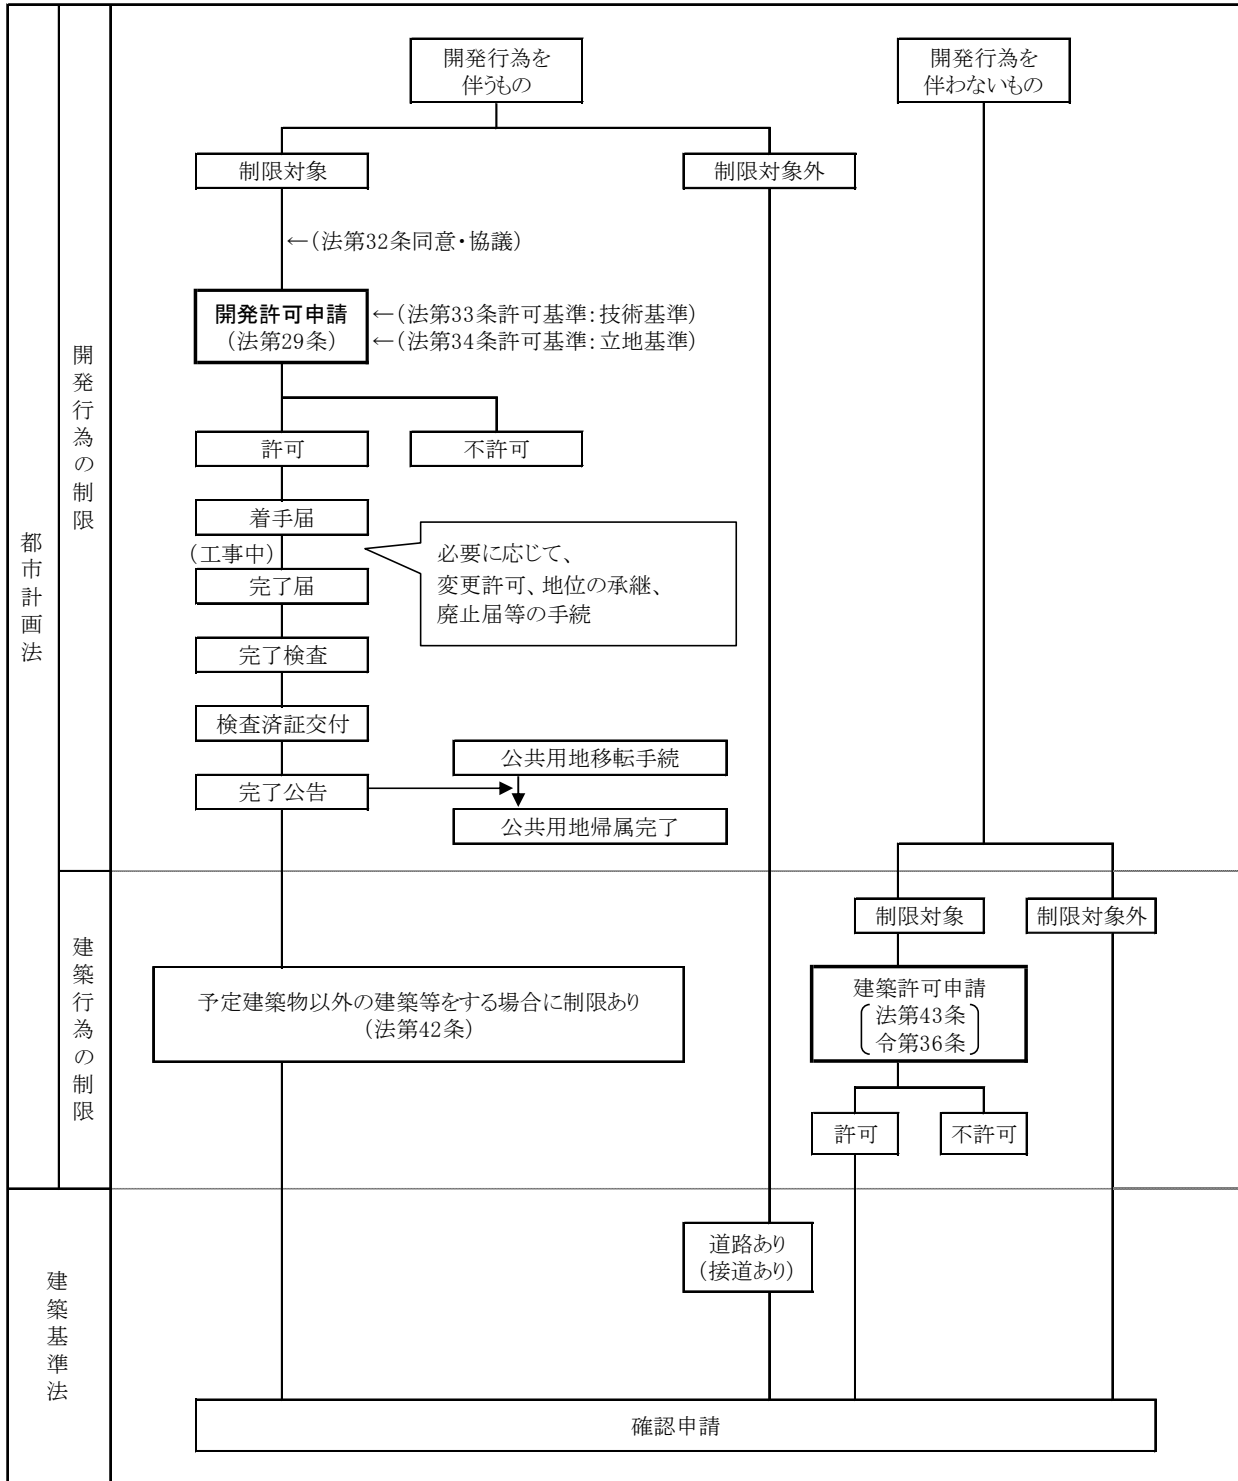 開発行為を
伴うもの
開発行為を
伴わないもの
制限対象
制限対象外
←(法第32条同意・協議)
開発許可申請
(法第29条)
←(法第33条許可基準:技術基準)
←(法第34条許可基準:立地基準)
許可
不許可
着手届
(工事中)
必要に応じて、
変更許可、地位の承継、
廃止届等の手続
完了届
完了検査
検査済証交付
公共用地移転手続
完了公告
公共用地帰属完了
開発行為の制限
都市計画法
制限対象
制限対象外
予定建築物以外の建築等をする場合に制限あり
(法第42条)
建築許可申請
法第43条
令第36条
許可
不許可
建築行為の制限
道路あり
(接道あり)
建築基準法
確認申請